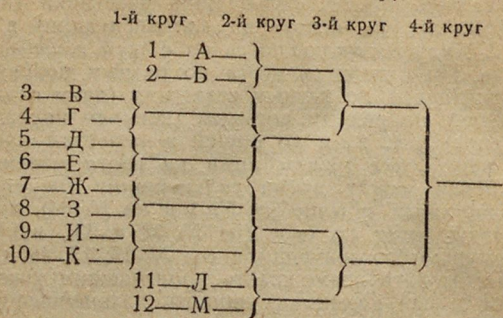 1-й круг 2-й круг 3-й круг 4-й круг
1—А—
2—Б—
3—В—
4—Г—
5—Д—
6—Е—
7—Ж—
8—З—
9—И—
10—К—
11—Л—
12—М—